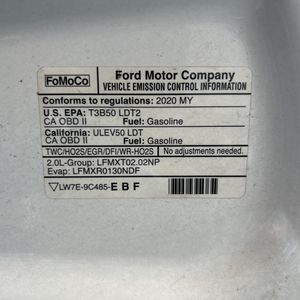 FoMoCo
Ford Motor Company
VEHICLE EMISSION CONTROL INFORMATION
Conforms to regulations: 2020 MY
U.S. EPA: T3B50 LDT2
CA OBD II Fuel: Gasoline
California: ULEV50 LDT
CA OBD II Fuel: Gasoline
TWC/HO2S/EGR/DFI/WR-HO2S No adjustments needed.
2.0L-Group: LFMXT02.02NP
Evap: LFMXR0130NDF
LW7E-9C485-EBF